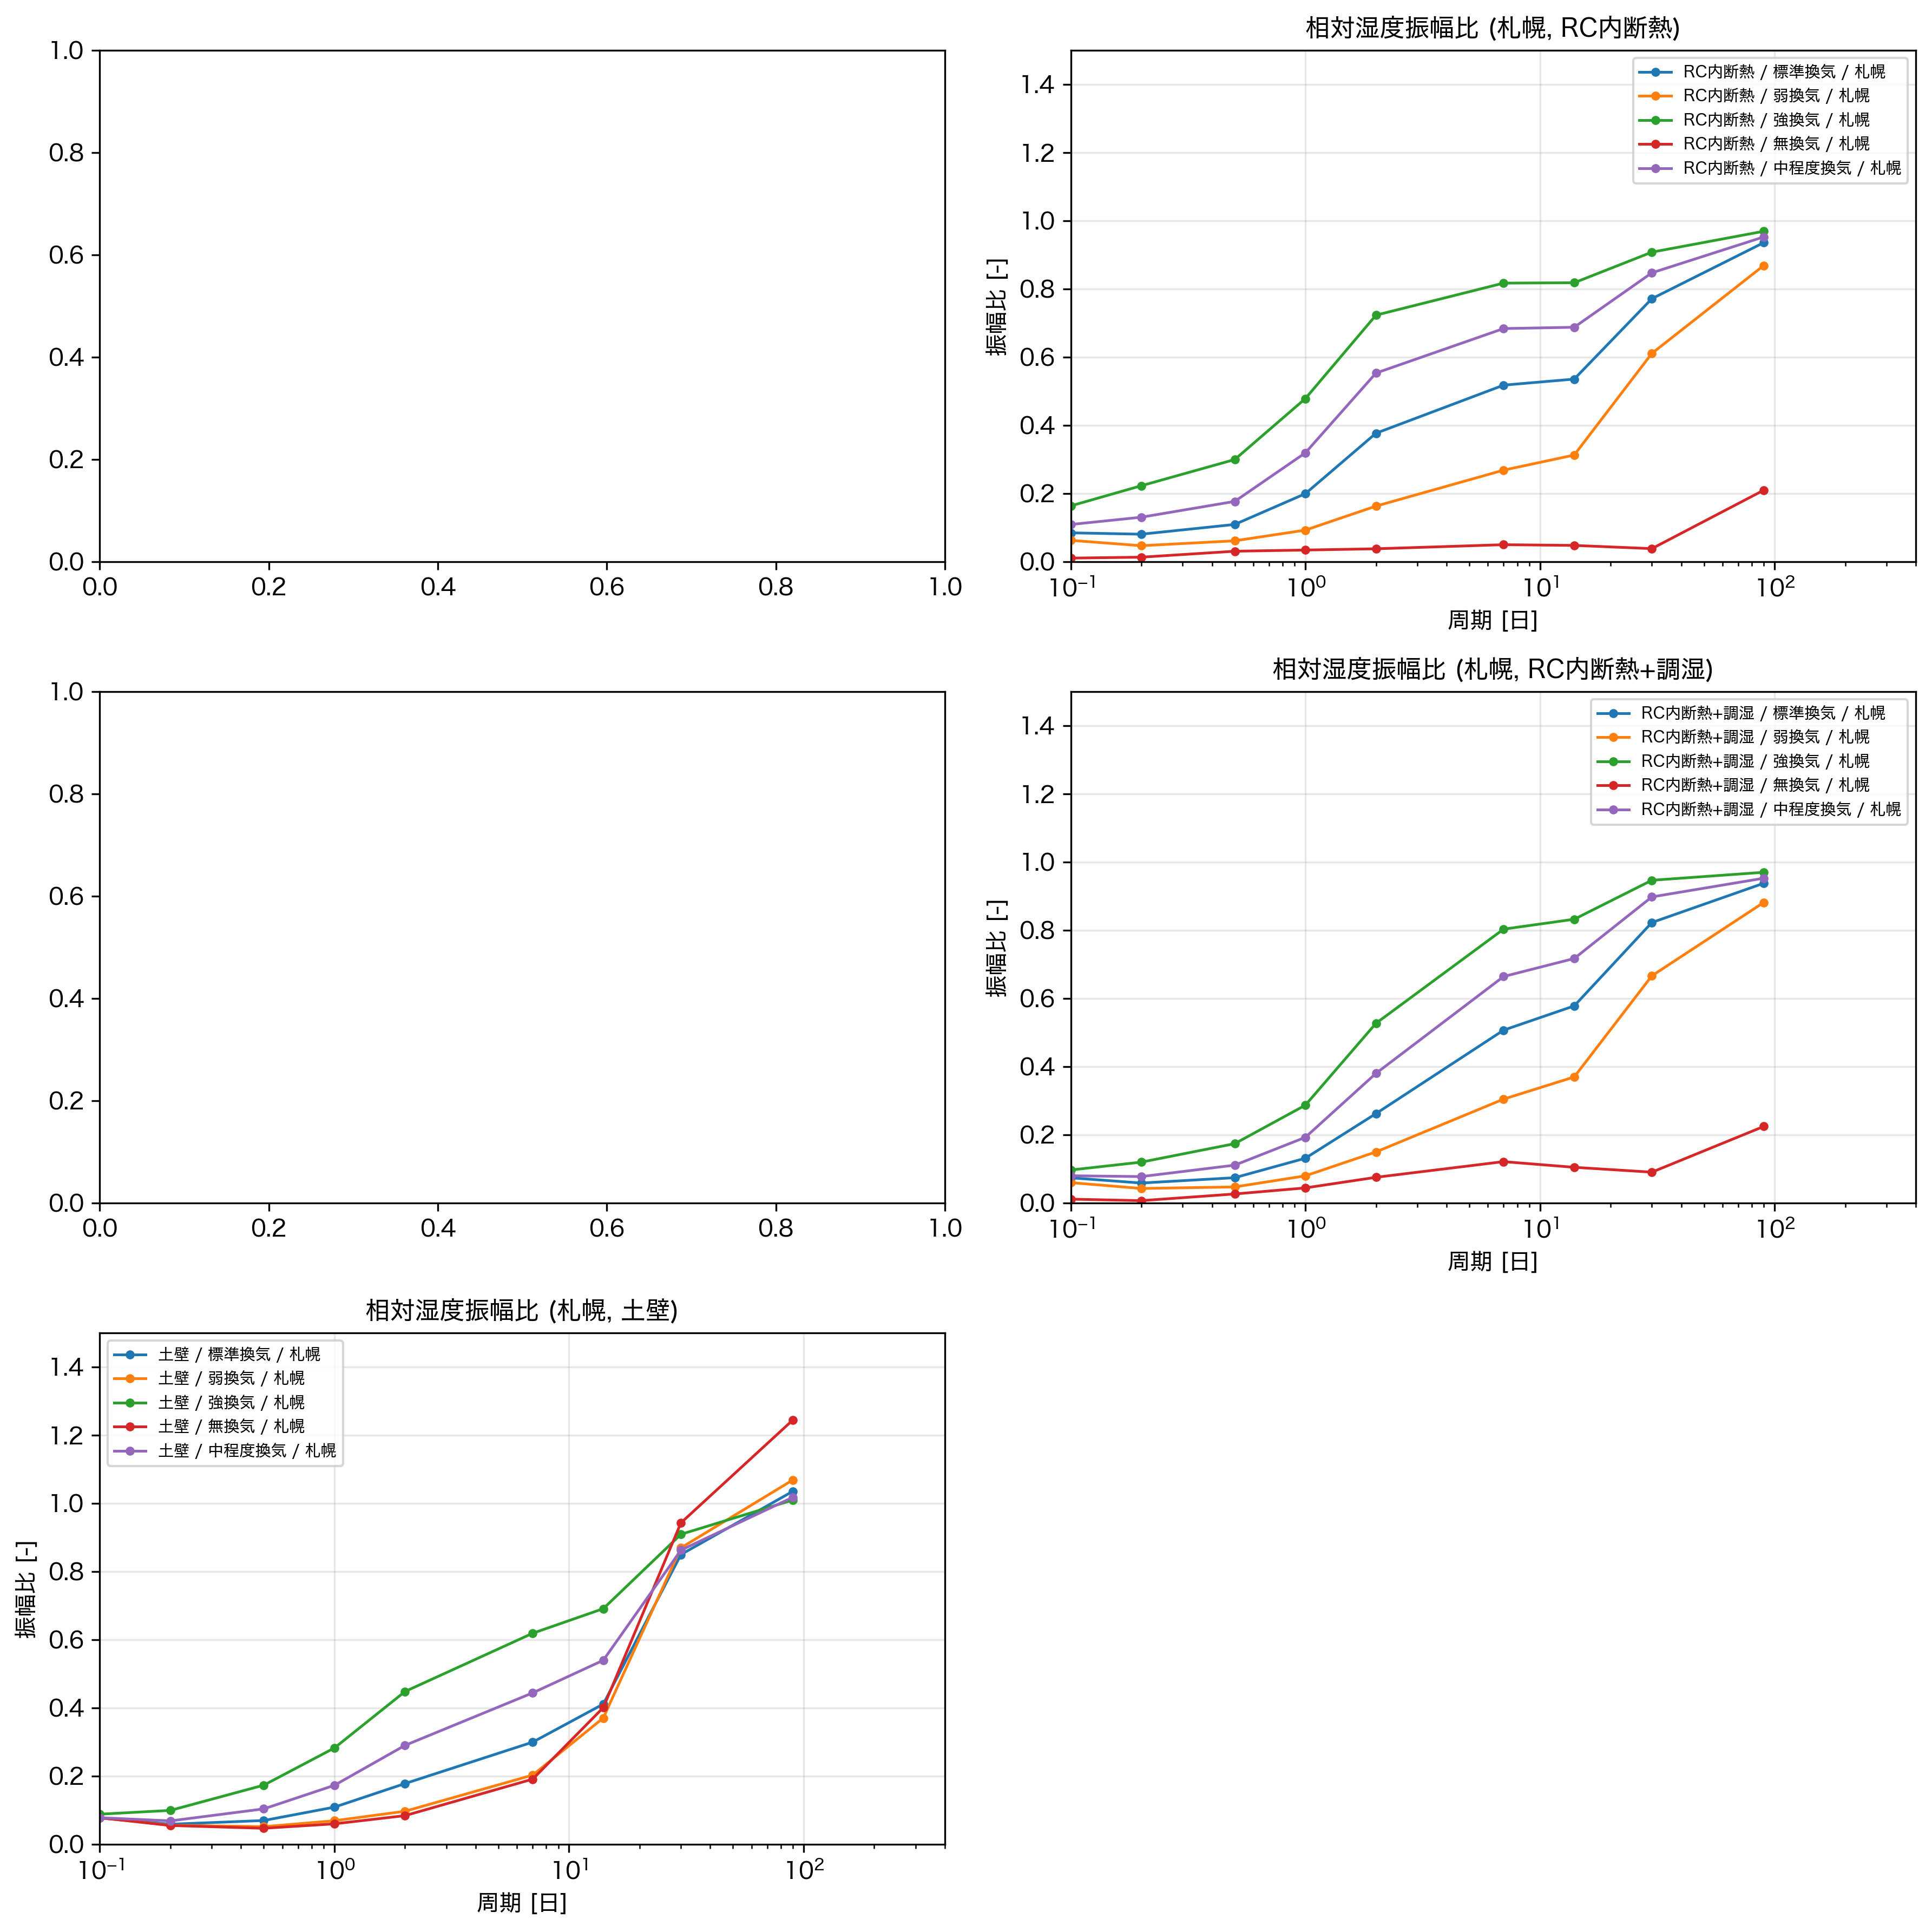 1.0
0.8
0.6
0.4
0.2
0.0
0.0 0.2 0.4 0.6 0.8 1.0
相対湿度振幅比 (札幌, RC内断熱)
振幅比 [-]
1.4
1.2
1.0
0.8
0.6
0.4
0.2
0.0
RC内断熱 / 標準換気 / 札幌
RC内断熱 / 弱換気 / 札幌
RC内断熱 / 強換気 / 札幌
RC内断熱 / 無換気 / 札幌
RC内断熱 / 中程度換気 / 札幌
10⁻¹ 10⁰ 10¹ 10²
周期 [日]
1.0
0.8
0.6
0.4
0.2
0.0
0.0 0.2 0.4 0.6 0.8 1.0
相対湿度振幅比 (札幌, RC内断熱+調湿)
振幅比 [-]
1.4
1.2
1.0
0.8
0.6
0.4
0.2
0.0
RC内断熱+調湿 / 標準換気 / 札幌
RC内断熱+調湿 / 弱換気 / 札幌
RC内断熱+調湿 / 強換気 / 札幌
RC内断熱+調湿 / 無換気 / 札幌
RC内断熱+調湿 / 中程度換気 / 札幌
10⁻¹ 10⁰ 10¹ 10²
周期 [日]
相対湿度振幅比 (札幌, 土壁)
振幅比 [-]
1.4
1.2
1.0
0.8
0.6
0.4
0.2
0.0
土壁 / 標準換気 / 札幌
土壁 / 弱換気 / 札幌
土壁 / 強換気 / 札幌
土壁 / 無換気 / 札幌
土壁 / 中程度換気 / 札幌
10⁻¹ 10⁰ 10¹ 10²
周期 [日]